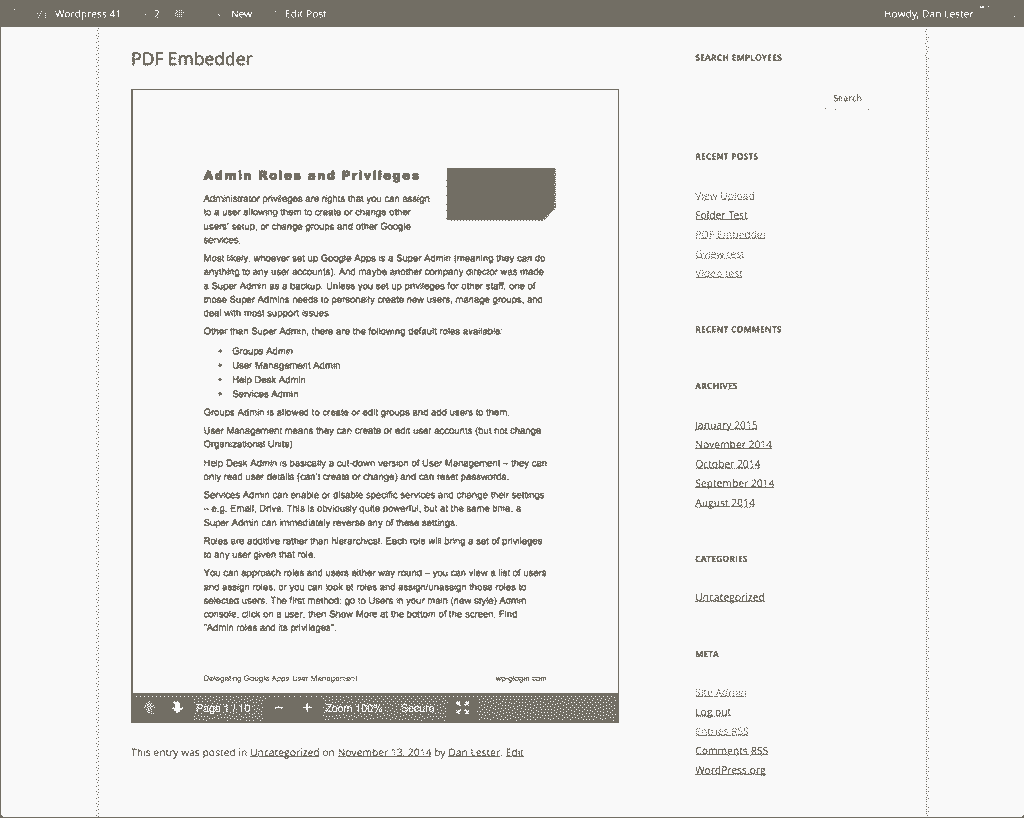 Wordpress 41 2 New Edit Post Howdy, Dan Lester
PDF Embedder
Admin Roles and Privileges
Administrator privileges are rights that you can assign
to a user allowing them to create or change other
users' setup, or change groups and other Google
services.
Most likely, whoever set up Google Apps is a Super Admin (meaning they can do
anything to any user accounts). And maybe another company director was made
a Super Admin as a backup. Unless you set up privileges for other staff, one of
those Super Admins needs to personally create new users, manage groups, and
deal with most support issues.
Other than Super Admin, there are the following default roles available:
• Groups Admin
• User Management Admin
• Help Desk Admin
• Services Admin
Groups Admin is allowed to create or edit groups and add users to them.
User Management means they can create or edit user accounts (but not change
Organizational Units)
Help Desk Admin is basically a cut-down version of User Management – they can
only read user details (can't create or change) and can reset passwords.
Services Admin can enable or disable specific services and change their settings
– e.g. Email, Drive. This is obviously quite powerful, but at the same time, a
Super Admin can immediately reverse any of these settings.
Roles are additive rather than hierarchical. Each role will bring a set of privileges
to any user given that role.
You can approach roles and users either way round – you can view a list of users
and assign roles, or you can look at roles and assign/unassign those roles to
selected users. The first method: go to Users in your main (new style) Admin
console, click on a user, then Show More at the bottom of the screen. Find
"Admin roles and its privileges".
Delegating Google Apps User Management wp-glogin.com
Page 1 / 10 − + Zoom 100% Secure
This entry was posted in Uncategorized on November 13, 2014 by Dan Lester. Edit
SEARCH EMPLOYEES
Search
RECENT POSTS
View Upload
Folder Test
PDF Embedder
Gview test
Video test
RECENT COMMENTS
ARCHIVES
January 2015
November 2014
October 2014
September 2014
August 2014
CATEGORIES
Uncategorized
META
Site Admin
Log out
Entries RSS
Comments RSS
WordPress.org